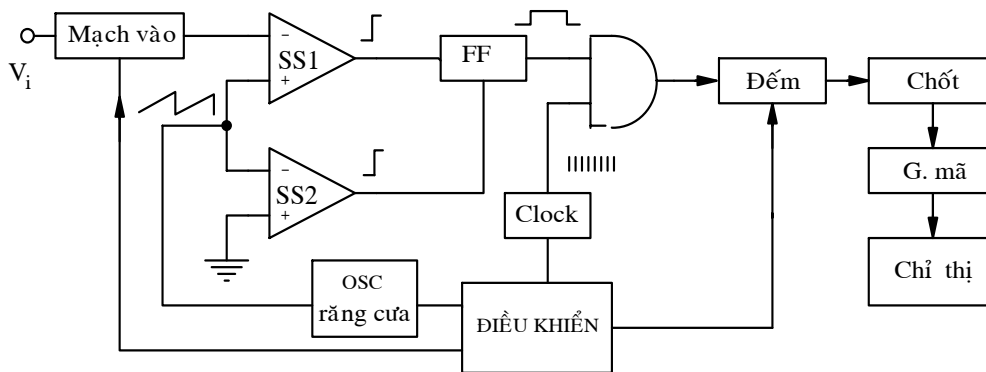 Mạch vào
V i
−
SS1
+
FF
Đếm
Chốt
−
SS2
+
Clock
G. mã
OSC
răng cưa
ĐIỀU KHIỂN
Chỉ thị